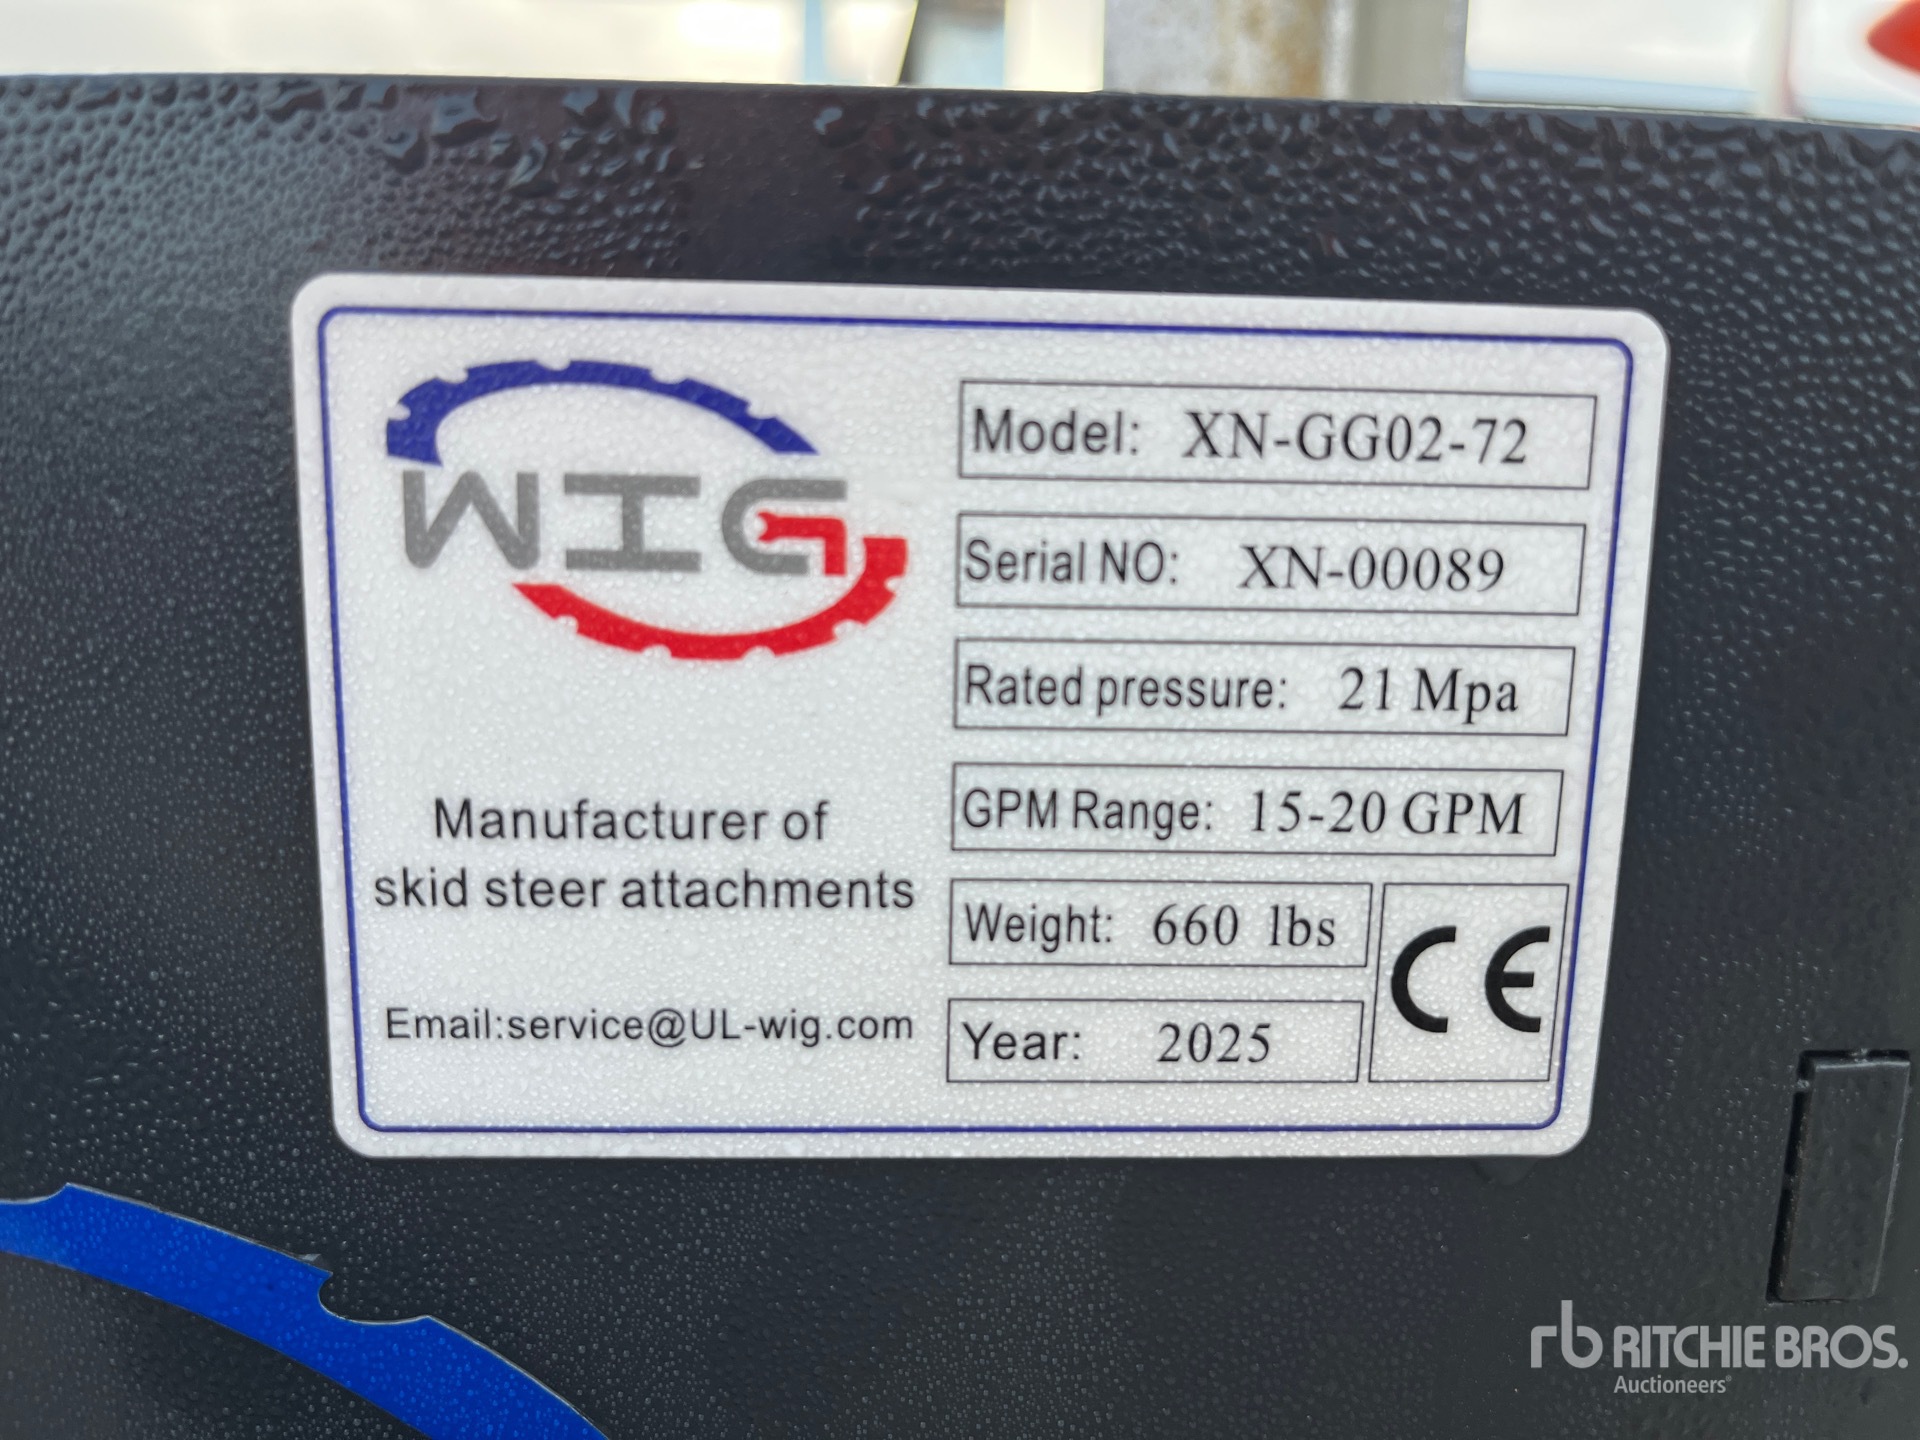 WIG
Manufacturer of
skid steer attachments
Email:service@UL-wig.com
Model: XN-GG02-72
Serial NO: XN-00089
Rated pressure: 21 Mpa
GPM Range: 15-20 GPM
Weight: 660 lbs
Year: 2025
CE
rb RITCHIE BROS.
Auctioneers